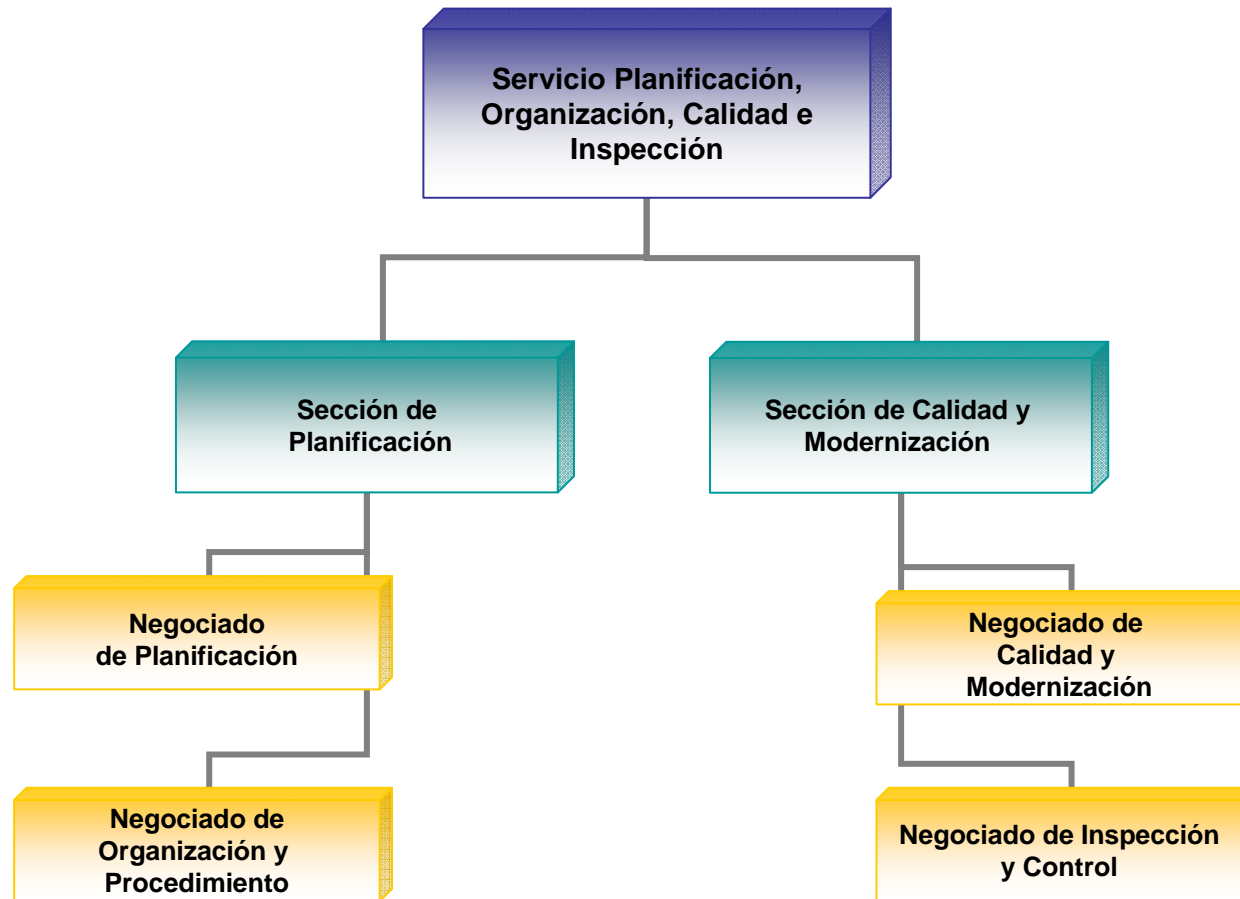 Servicio Planificación,
Organización, Calidad e
Inspección
Sección de
Planificación
Sección de Calidad y
Modernización
Negociado
de Planificación
Negociado de
Calidad y
Modernización
Negociado de
Organización y
Procedimiento
Negociado de Inspección
y Control